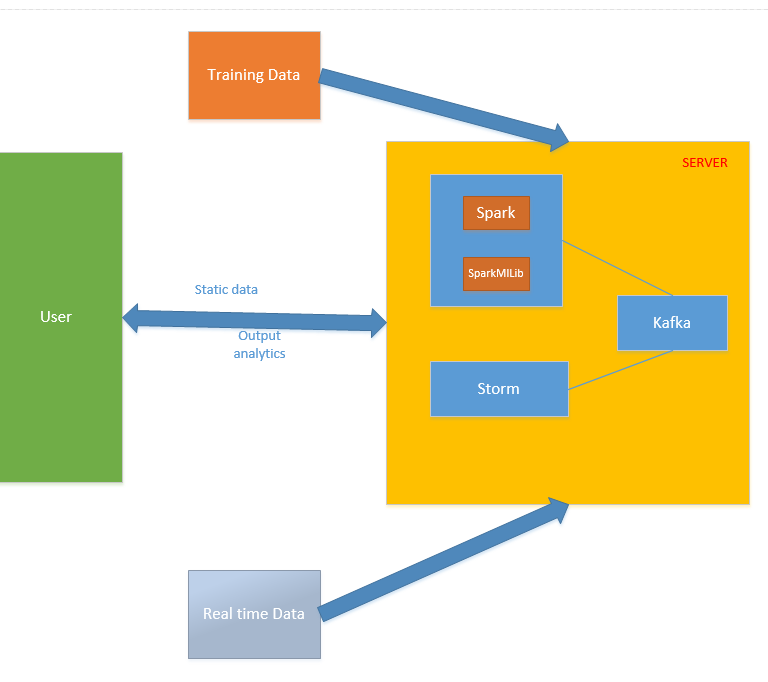 Training Data
SERVER
Spark
SparkMlLib
Static data
User
Kafka
Output
analytics
Storm
Real time Data